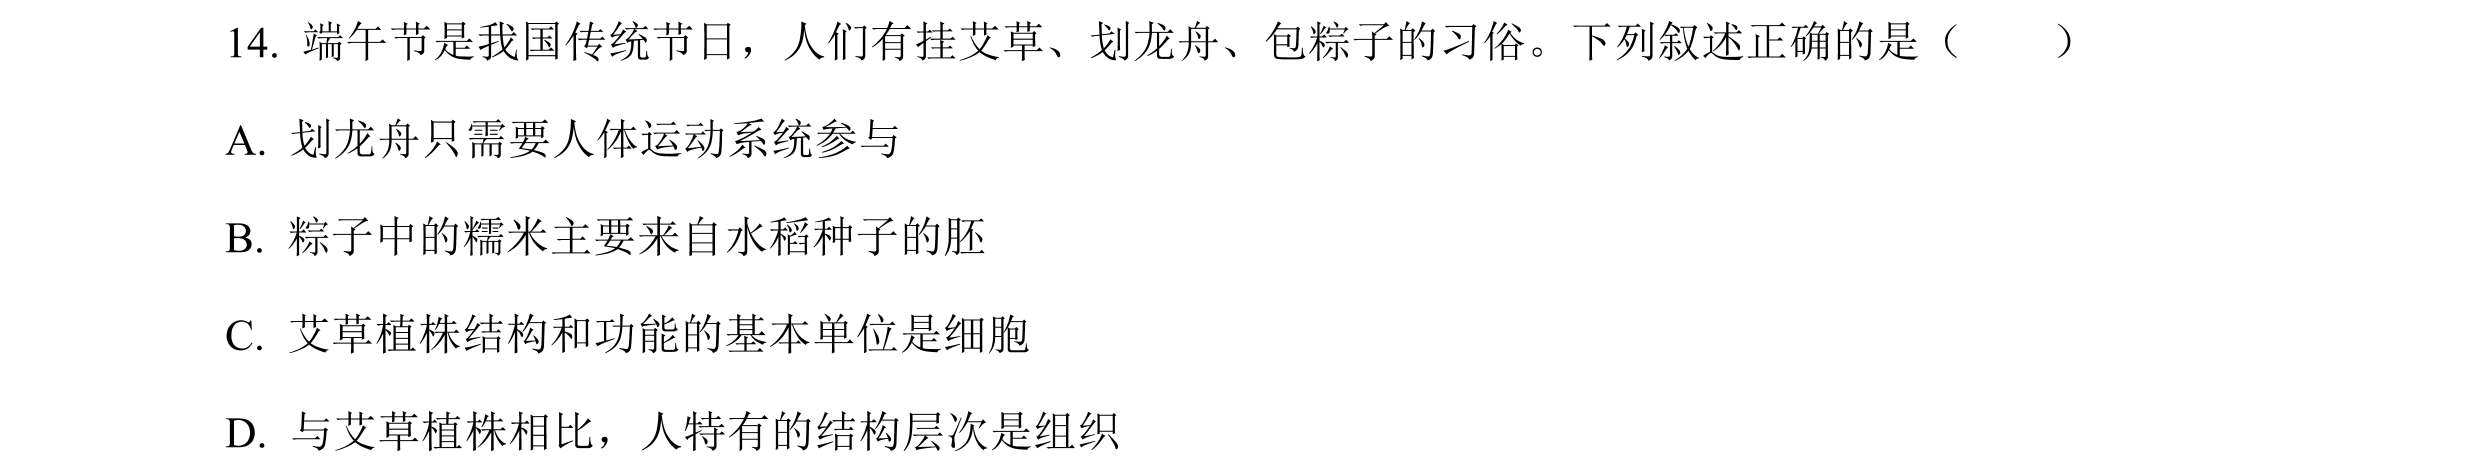 14. 端午节是我国传统节日，人们有挂艾草、划龙舟、包粽子的习俗。下列叙述正确的是（　　）
A. 划龙舟只需要人体运动系统参与
B. 粽子中的糯米主要来自水稻种子的胚
C. 艾草植株结构和功能的基本单位是细胞
D. 与艾草植株相比，人特有的结构层次是组织